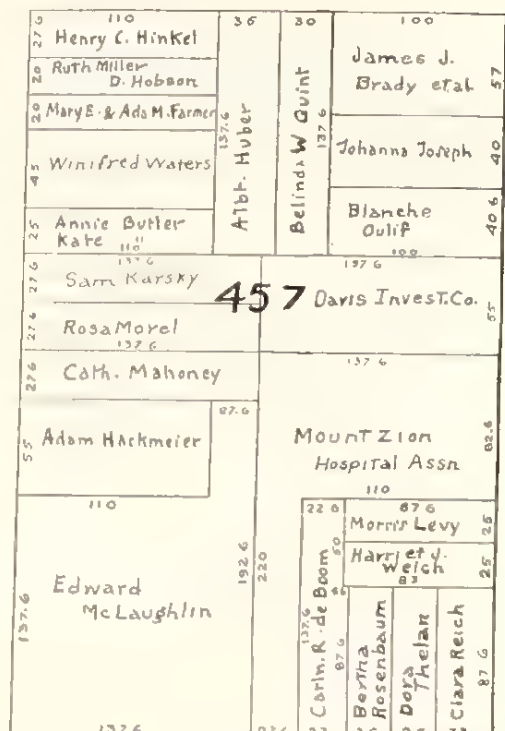 110
36
30
100
27 6
Henry C. Hinkel
20
Ruth Miller
D. Hobson
20
Mary E. & Ada M. Farmer
45
Winifred Waters
25
Annie Butler
Kate
110
137.6
Albt. Huber
137.6
Belinda W Quint
James J.
Brady etal
57
Johanna Joseph
40
Blanche
Oulif
40 6
100
137 6
27 6
Sam Karsky
457
137 6
Davis Invest. Co.
55
27 6
Rosa Morel
137 6
27 6
Cath. Mahoney
137 6
87.6
55
Adam Hackmeier
110
Mount Zion
Hospital Assn
82.6
110
22 6
87 6
Morris Levy
25
50
Harriet J.
Welch
83
25
137.6
Edward
McLaughlin
192 6
220
137.6
Carln. R. de Boom
87 6
Bertha
Rosenbaum
Dora
Thelan
Clara Reich
87 6
137 6